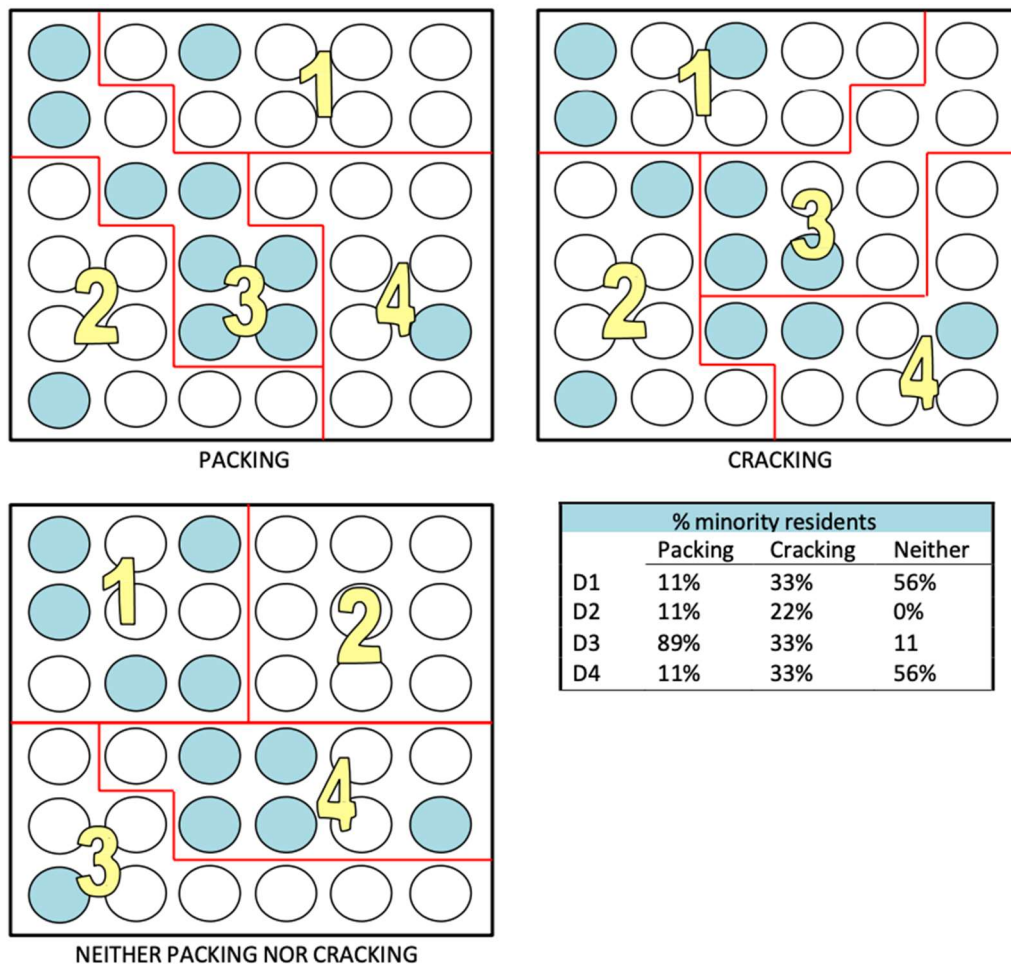 1
2
3
4
PACKING
1
2
3
4
CRACKING
1
2
3
4
NEITHER PACKING NOR CRACKING
% minority residents
Packing Cracking Neither
D1 11% 33% 56%
D2 11% 22% 0%
D3 89% 33% 11
D4 11% 33% 56%